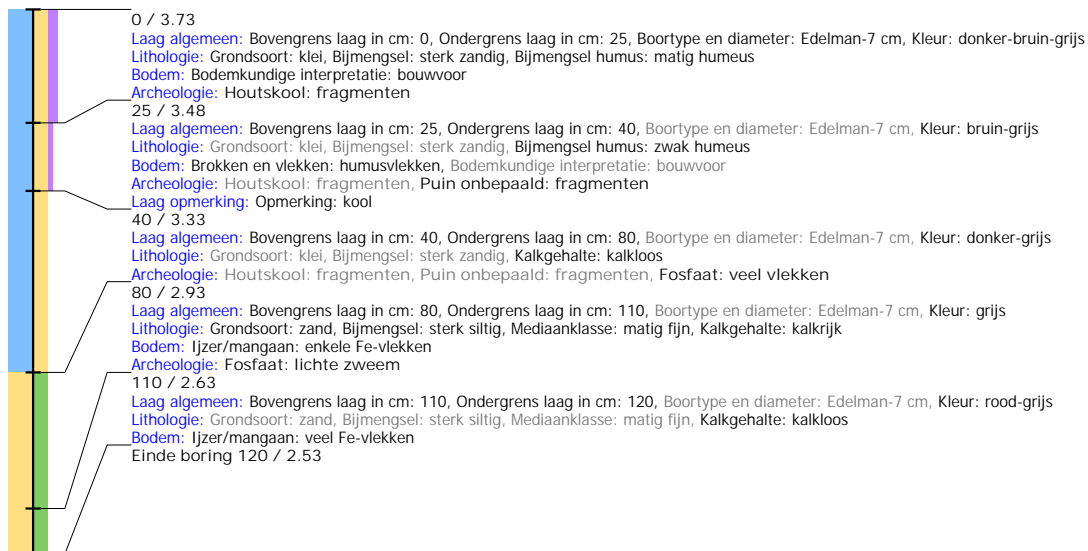 0 / 3.73
Laag algemeen: Bovengrens laag in cm: 0, Ondergrens laag in cm: 25, Boortype en diameter: Edelman-7 cm, Kleur: donker-bruin-grijs
Lithologie: Grondsoort: klei, Bijmengsel: sterk zandig, Bijmengsel humus: matig humeus
Bodem: Bodemkundige interpretatie: bouwvoor
Archeologie: Houtskool: fragmenten
25 / 3.48
Laag algemeen: Bovengrens laag in cm: 25, Ondergrens laag in cm: 40, Boortype en diameter: Edelman-7 cm, Kleur: bruin-grijs
Lithologie: Grondsoort: klei, Bijmengsel: sterk zandig, Bijmengsel humus: zwak humeus
Bodem: Brokken en vlekken: humusvlekken, Bodemkundige interpretatie: bouwvoor
Archeologie: Houtskool: fragmenten, Puin onbepaald: fragmenten
Laag opmerking: Opmerking: kool
40 / 3.33
Laag algemeen: Bovengrens laag in cm: 40, Ondergrens laag in cm: 80, Boortype en diameter: Edelman-7 cm, Kleur: donker-grijs
Lithologie: Grondsoort: klei, Bijmengsel: sterk zandig, Kalkgehalte: kalkloos
Archeologie: Houtskool: fragmenten, Puin onbepaald: fragmenten, Fosfaat: veel vlekken
80 / 2.93
Laag algemeen: Bovengrens laag in cm: 80, Ondergrens laag in cm: 110, Boortype en diameter: Edelman-7 cm, Kleur: grijs
Lithologie: Grondsoort: zand, Bijmengsel: sterk siltig, Mediaanklasse: matig fijn, Kalkgehalte: kalkrijk
Bodem: Ijzer/mangaan: enkele Fe-vlekken
Archeologie: Fosfaat: lichte zweem
110 / 2.63
Laag algemeen: Bovengrens laag in cm: 110, Ondergrens laag in cm: 120, Boortype en diameter: Edelman-7 cm, Kleur: rood-grijs
Lithologie: Grondsoort: zand, Bijmengsel: sterk siltig, Mediaanklasse: matig fijn, Kalkgehalte: kalkloos
Bodem: Ijzer/mangaan: veel Fe-vlekken
Einde boring 120 / 2.53